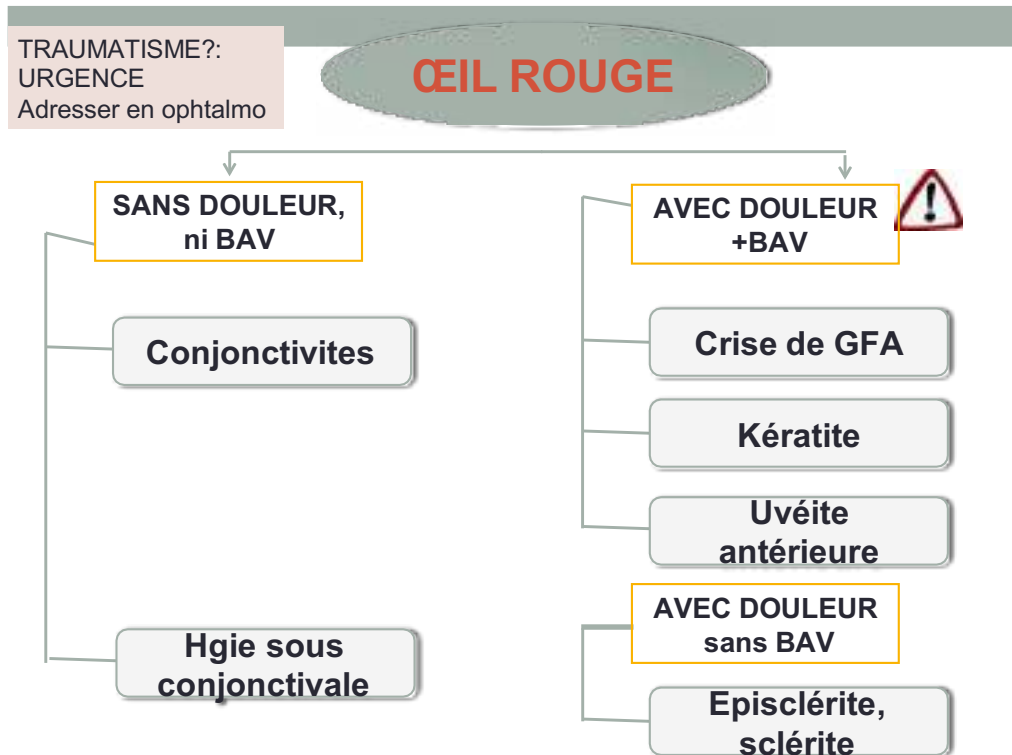 TRAUMATISME?:
URGENCE
Adresser en ophtalmo
ŒIL ROUGE
SANS DOULEUR,
ni BAV
Conjonctivites
Hgie sous
conjonctivale
AVEC DOULEUR
+BAV
Crise de GFA
Kératite
Uvéite
antérieure
AVEC DOULEUR
sans BAV
Episclérite,
sclérite